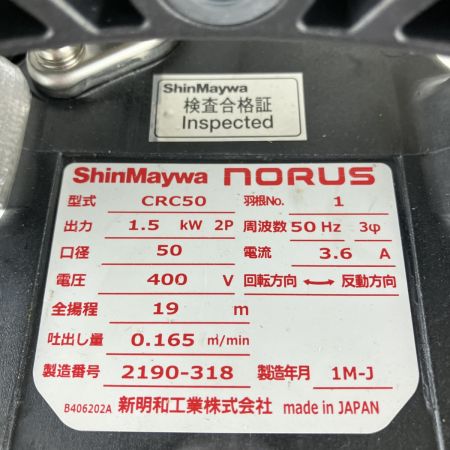 ShinMaywa
検査合格証
Inspected
ShinMaywa NORUS
型式 CRC50 羽根No. 1
出力 1.5 kW 2P 周波数 50 Hz 3φ
口径 50 電流 3.6 A
電圧 400 V 回転方向 ←→ 反動方向
全揚程 19 m
吐出し量 0.165 m³/min
製造番号 2190-318 製造年月 1M-J
B406202A 新明和工業株式会社 made in JAPAN